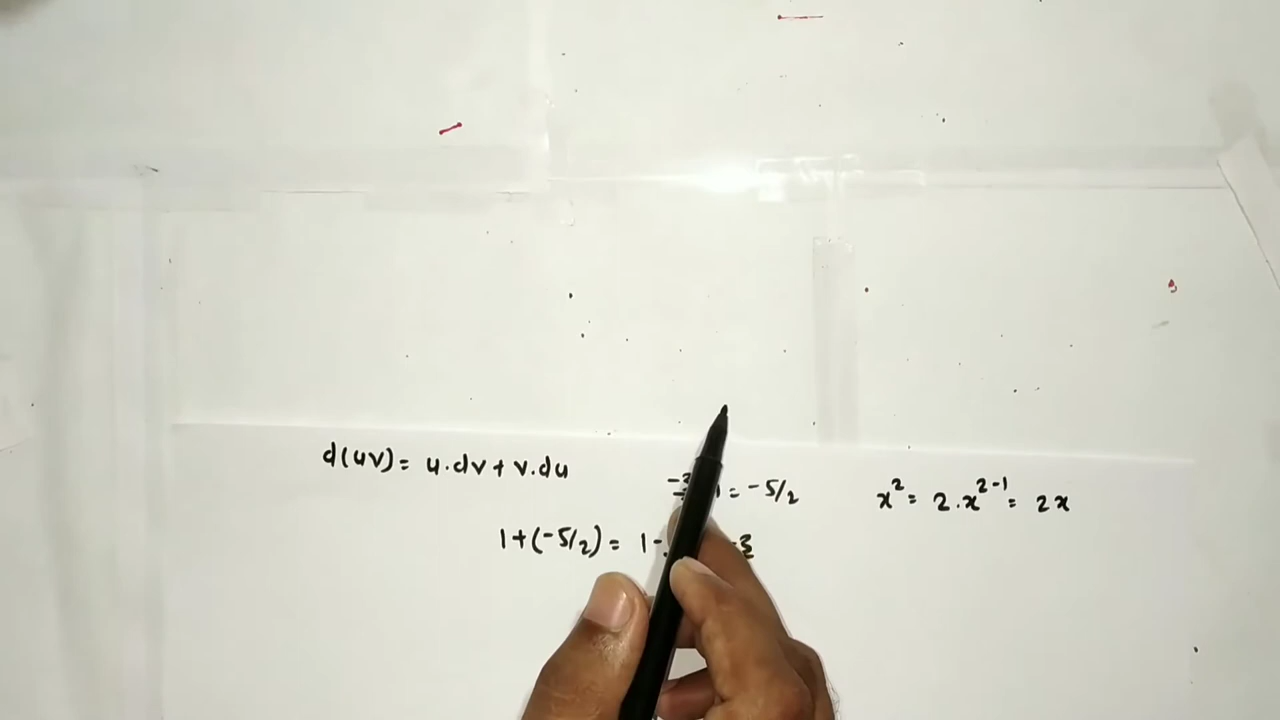 d(uv) = u.dv + v.du
= -5/2
x² = 2.x²⁻¹ = 2x
1+(-5/2) = 1-